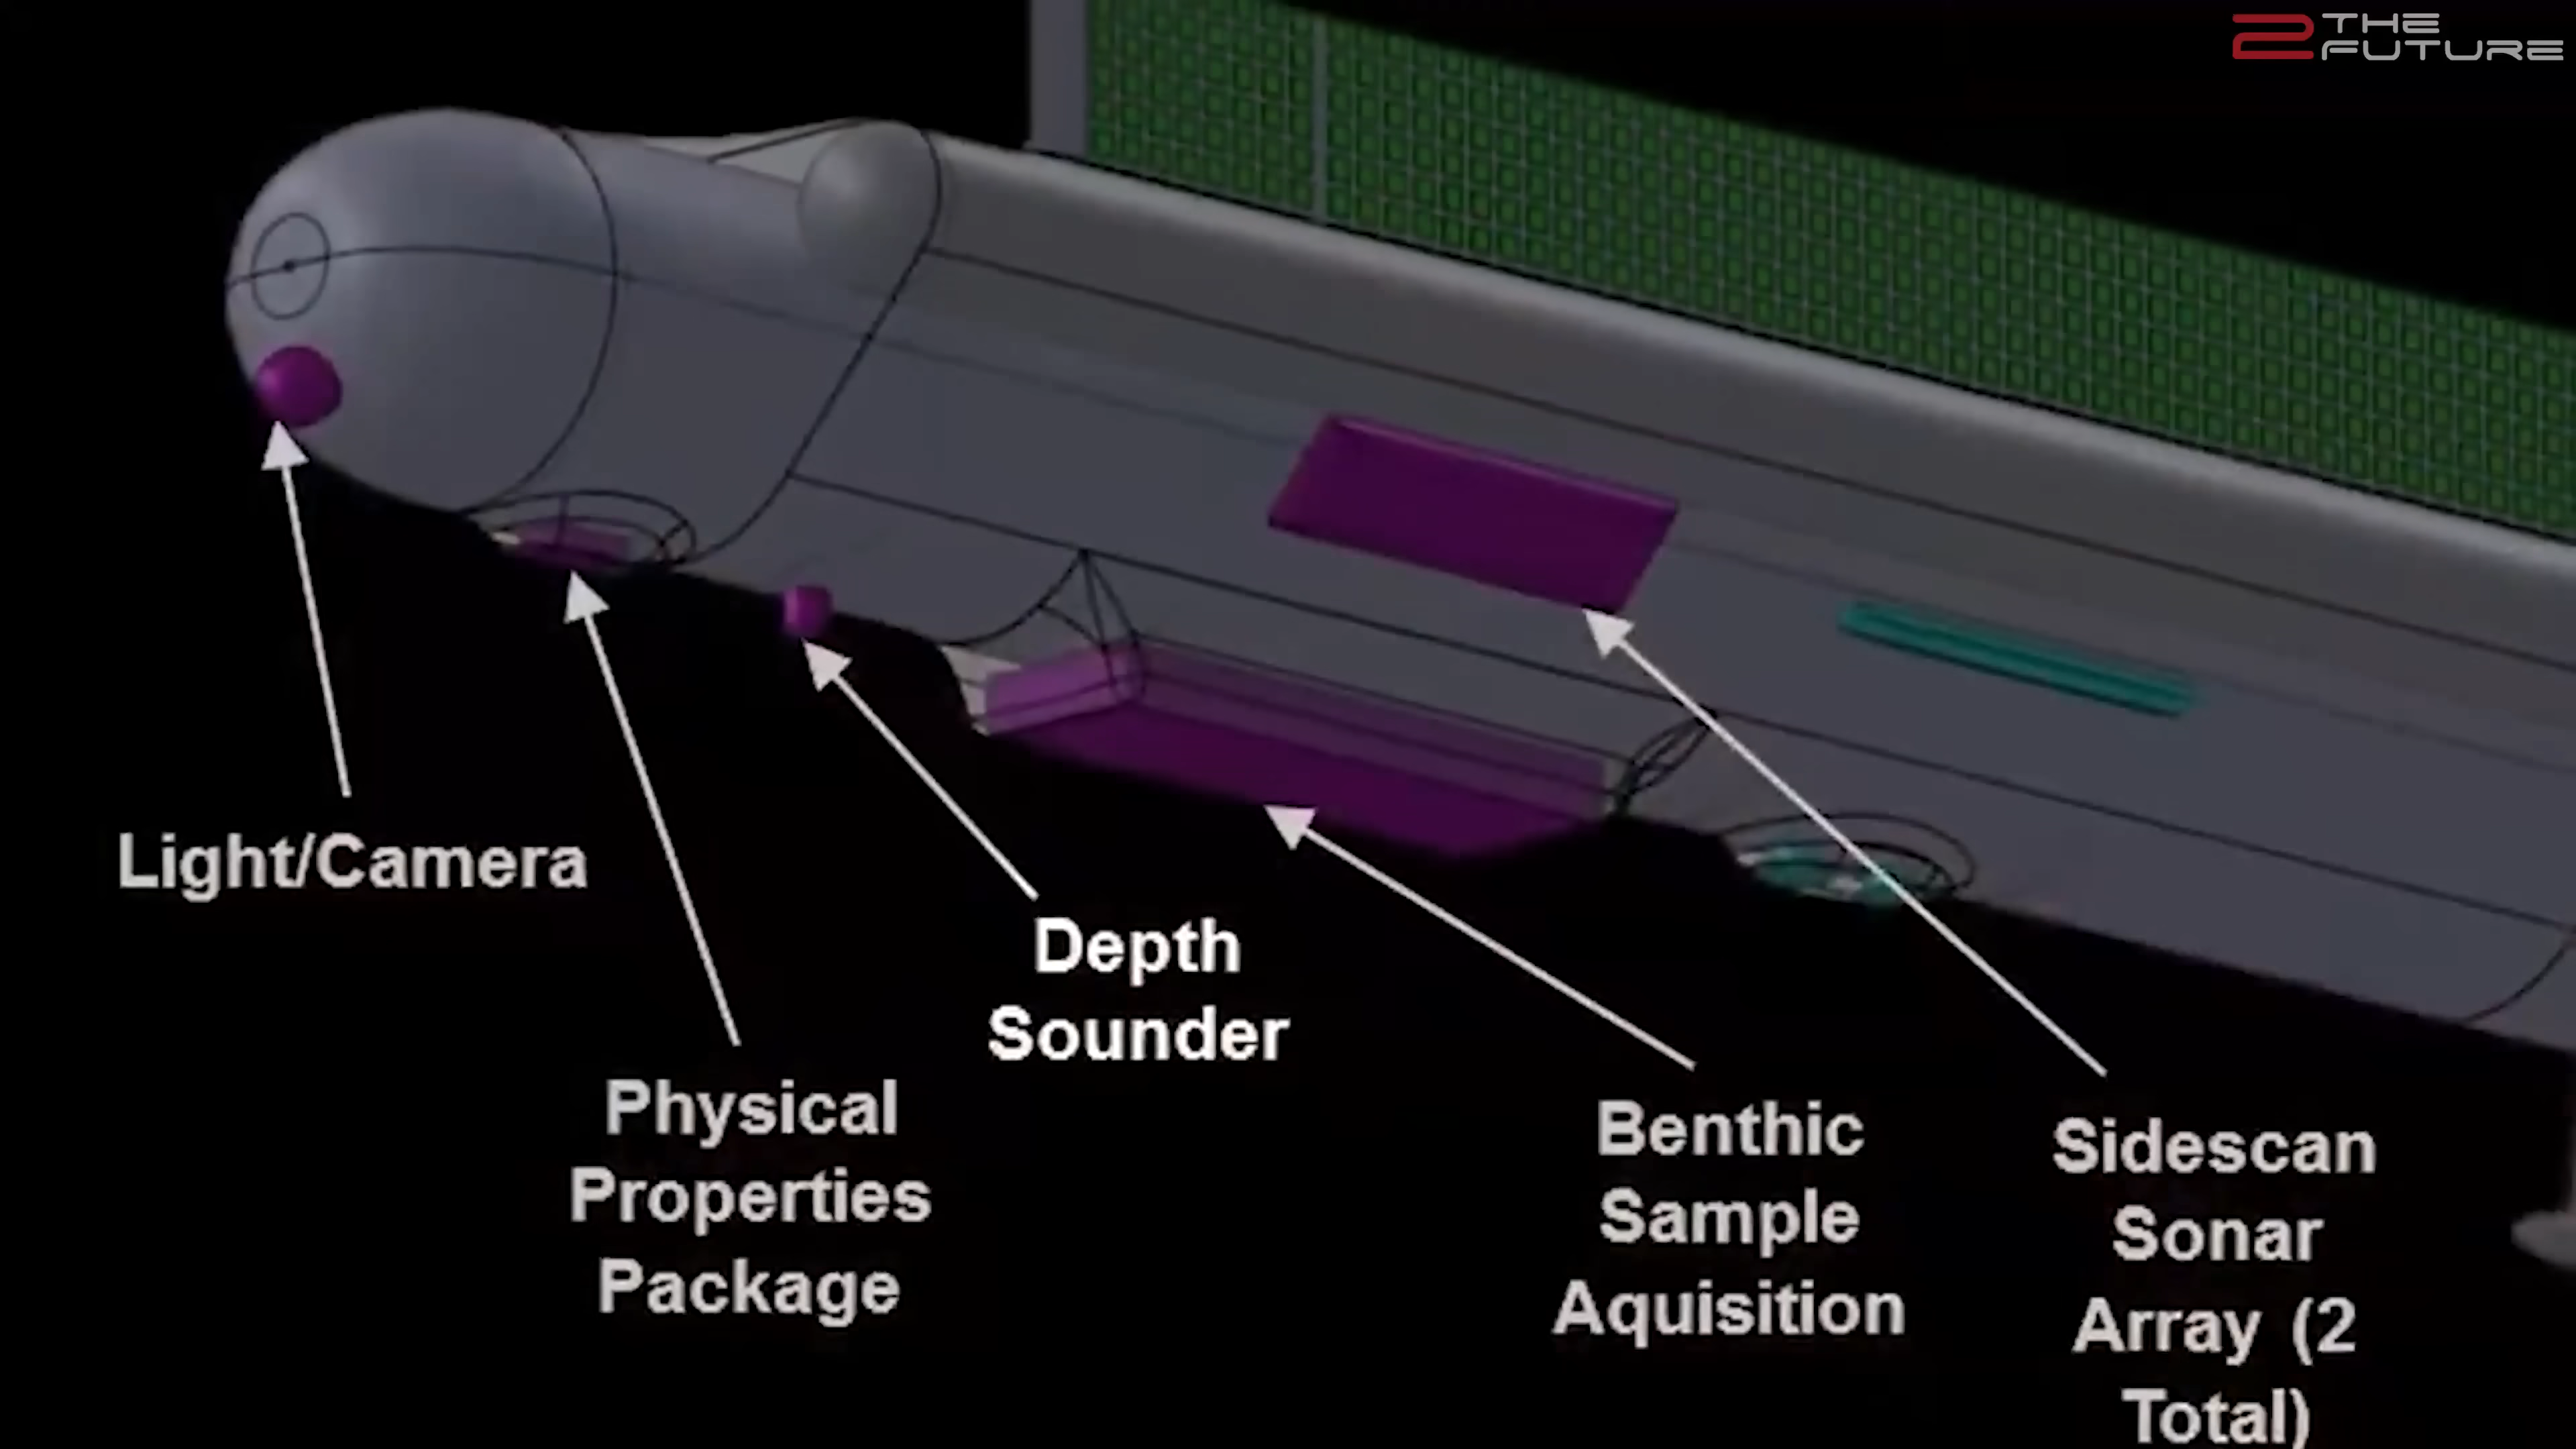 2 THE FUTURE
Light/Camera
Physical
Properties
Package
Depth
Sounder
Benthic
Sample
Aquisition
Sidescan
Sonar
Array (2
Total)